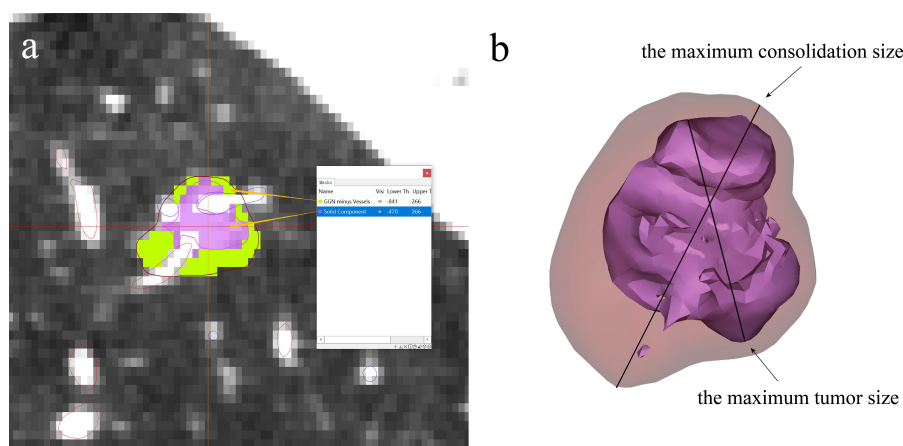 a
b
the maximum consolidation size
Masks
Name Visi Lower Th Upper T
GGN minus Vessels -841 266
Solid Component -470 266
the maximum tumor size